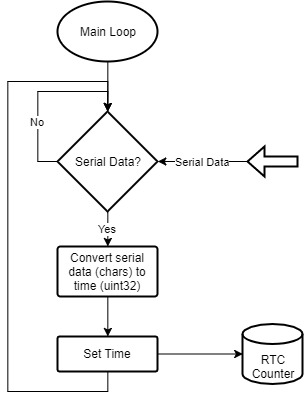 Main Loop
No
Serial Data?
Serial Data
Yes
Convert serial
data (chars) to
time (uint32)
Set Time
RTC
Counter